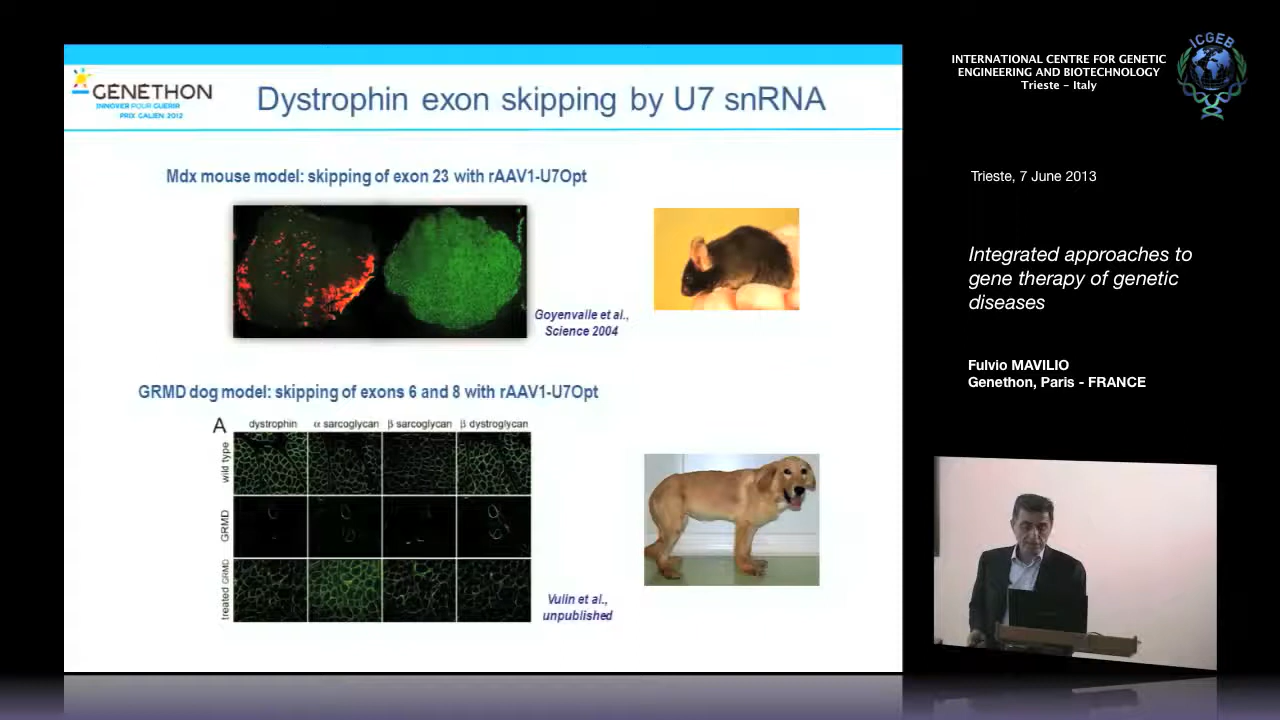 GENETHON
INNOVER POUR GUERIR
PRIX GALIEN 2012
Dystrophin exon skipping by U7 snRNA
Mdx mouse model: skipping of exon 23 with rAAV1-U7Opt
Goyenvalle et al.,
Science 2004
GRMD dog model: skipping of exons 6 and 8 with rAAV1-U7Opt
A
dystrophin α sarcoglycan β sarcoglycan β dystroglycan
wild type
GRMD
treated GRMD
Vulin et al.,
unpublished
INTERNATIONAL CENTRE FOR GENETIC
ENGINEERING AND BIOTECHNOLOGY
Trieste - Italy
ICGEB
Trieste, 7 June 2013
Integrated approaches to
gene therapy of genetic
diseases
Fulvio MAVILIO
Genethon, Paris - FRANCE